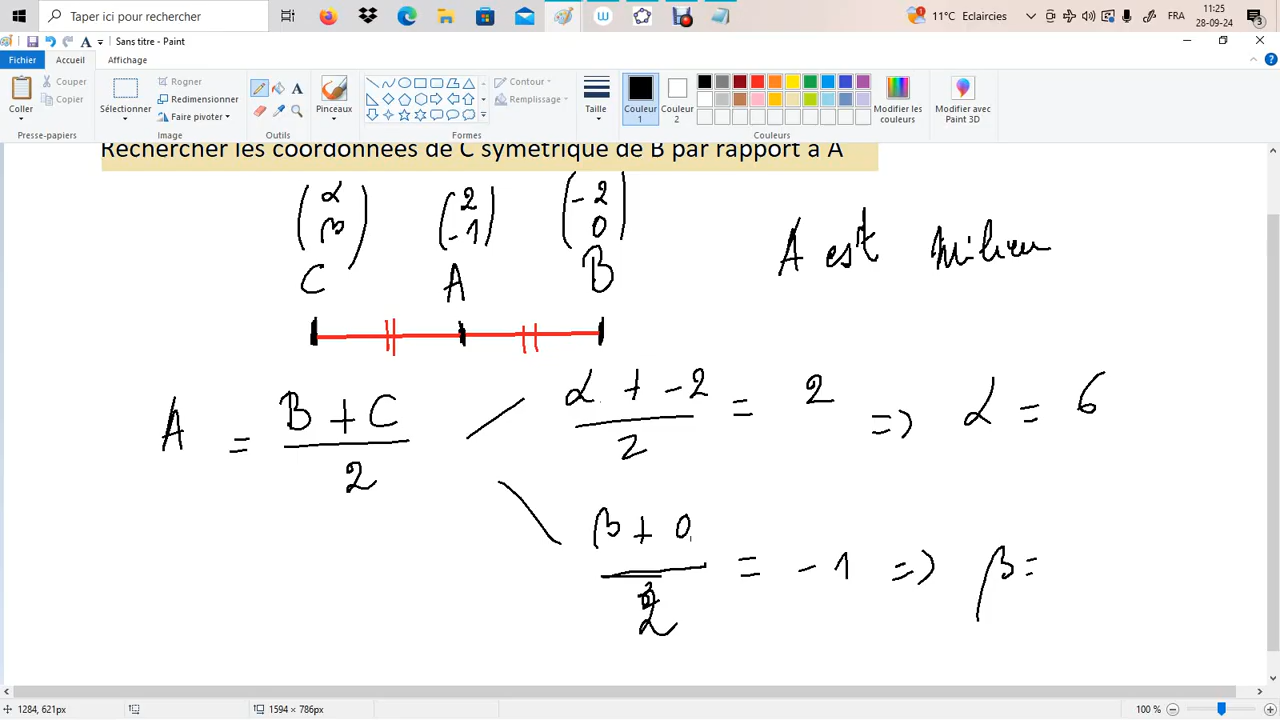 Taper ici pour rechercher
11°C Eclaircies
FRA
11:25
28-09-24
3
Sans titre - Paint
Fichier Accueil Affichage
Coller
Couper
Copier
Presse-papiers
Sélectionner
Rogner
Redimensionner
Faire pivoter
Image
A
Outils
Pinceaux
Contour
Remplissage
Formes
Taille
Couleur 1
Couleur 2
Modifier les couleurs
Couleurs
Modifier avec Paint 3D
Rechercher les coordonnées de C symétrique de B par rapport à A
α 2 -2
β -1 0
C A B
A est milieu
A = B + C / 2
α + -2 / 2 = 2 => α = 6
β + 0 / 2 = -1 => β =
1284, 621px
1594 × 786px
100 %